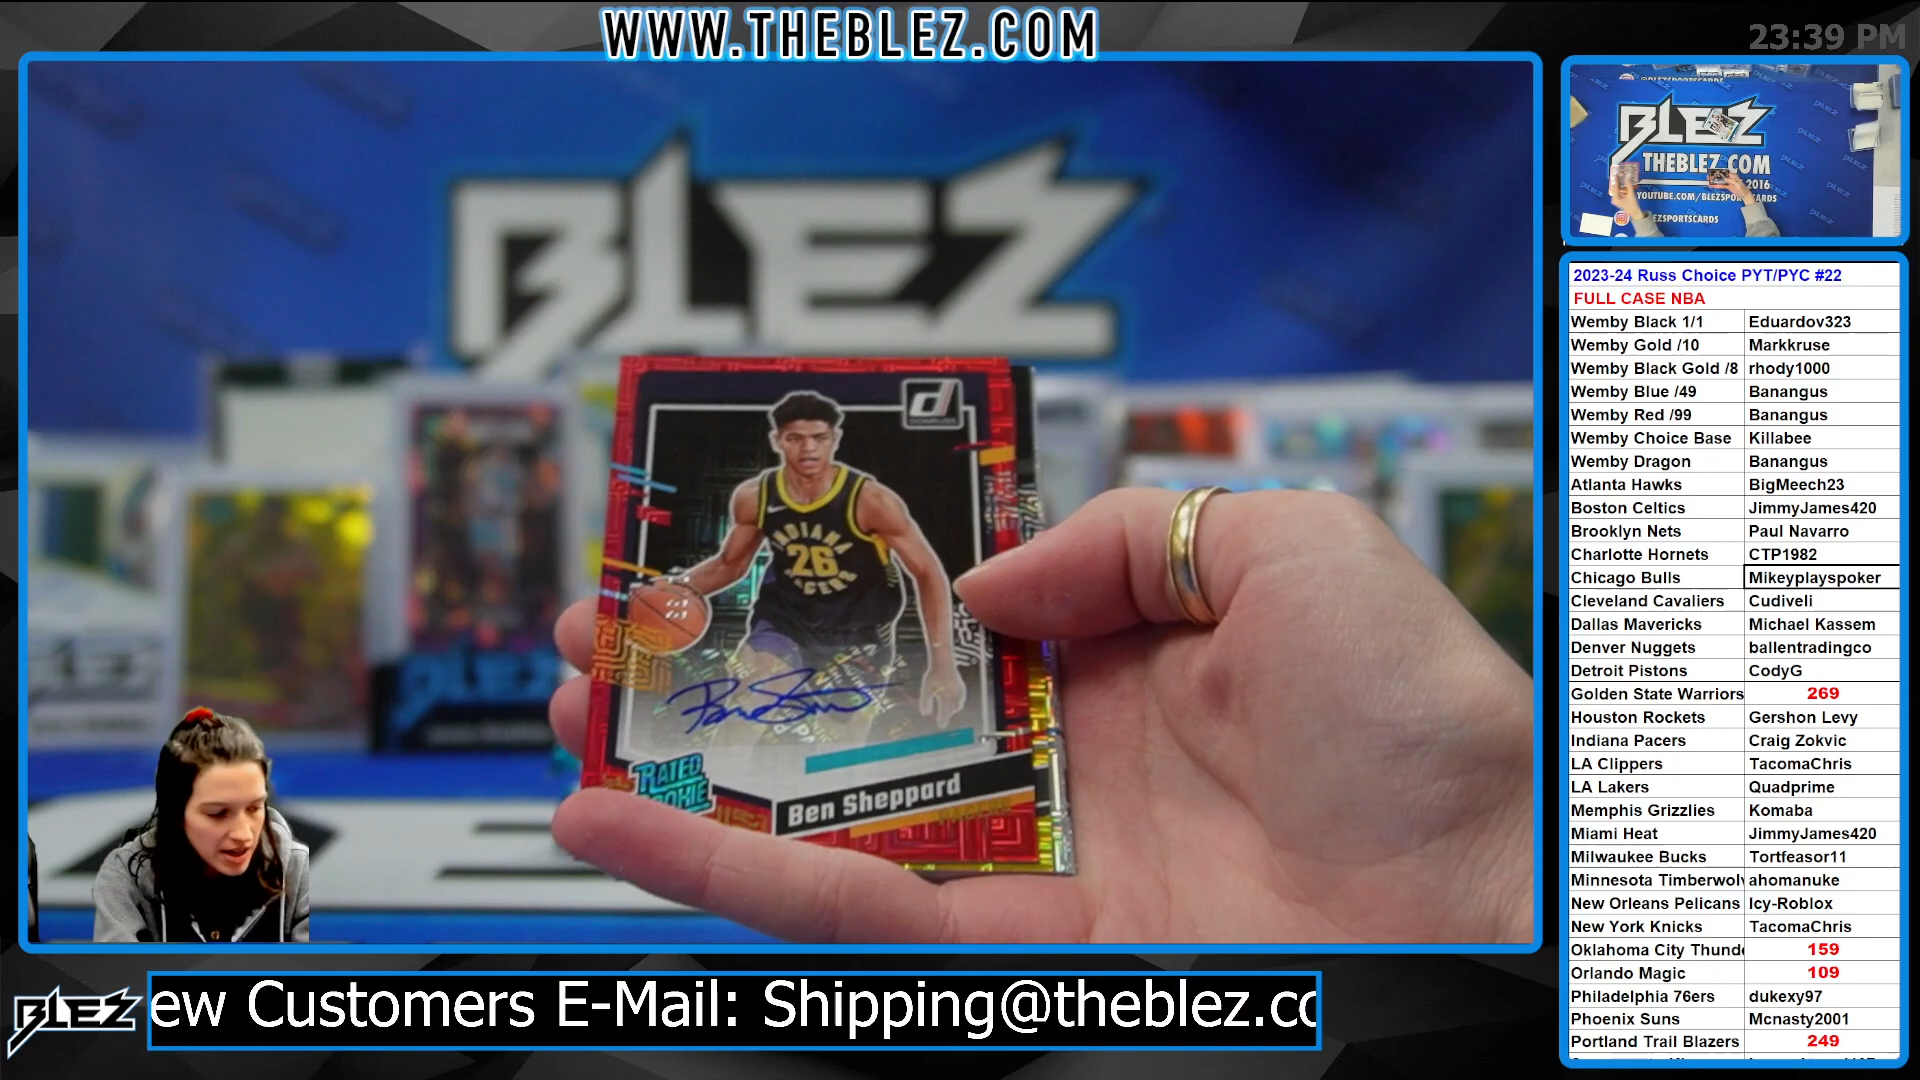 WWW.THEBLEZ.COM
23:39 PM
BLEZ
BLEZ
THEBLEZ.COM
2016
DONRUSS
INDIANA
26
PACERS
RATED
ROOKIE
Ben Sheppard
PACERS
2023-24 Russ Choice PYT/PYC #22
FULL CASE NBA
Wemby Black 1/1 Eduardov323
Wemby Gold /10 Markkruse
Wemby Black Gold /8 rhody1000
Wemby Blue /49 Banangus
Wemby Red /99 Banangus
Wemby Choice Base Killabee
Wemby Dragon Banangus
Atlanta Hawks BigMeech23
Boston Celtics JimmyJames420
Brooklyn Nets Paul Navarro
Charlotte Hornets CTP1982
Chicago Bulls Mikeyplayspoker
Cleveland Cavaliers Cudiveli
Dallas Mavericks Michael Kassem
Denver Nuggets ballentradingco
Detroit Pistons CodyG
Golden State Warriors 269
Houston Rockets Gershon Levy
Indiana Pacers Craig Zokvic
LA Clippers TacomaChris
LA Lakers Quadprime
Memphis Grizzlies Komaba
Miami Heat JimmyJames420
Milwaukee Bucks Tortfeasor11
Minnesota Timberwolv ahomanuke
New Orleans Pelicans Icy-Roblox
New York Knicks TacomaChris
Oklahoma City Thunde 159
Orlando Magic 109
Philadelphia 76ers dukexy97
Phoenix Suns Mcnasty2001
Portland Trail Blazers 249
BLEZ
ew Customers E-Mail: Shipping@theblez.co